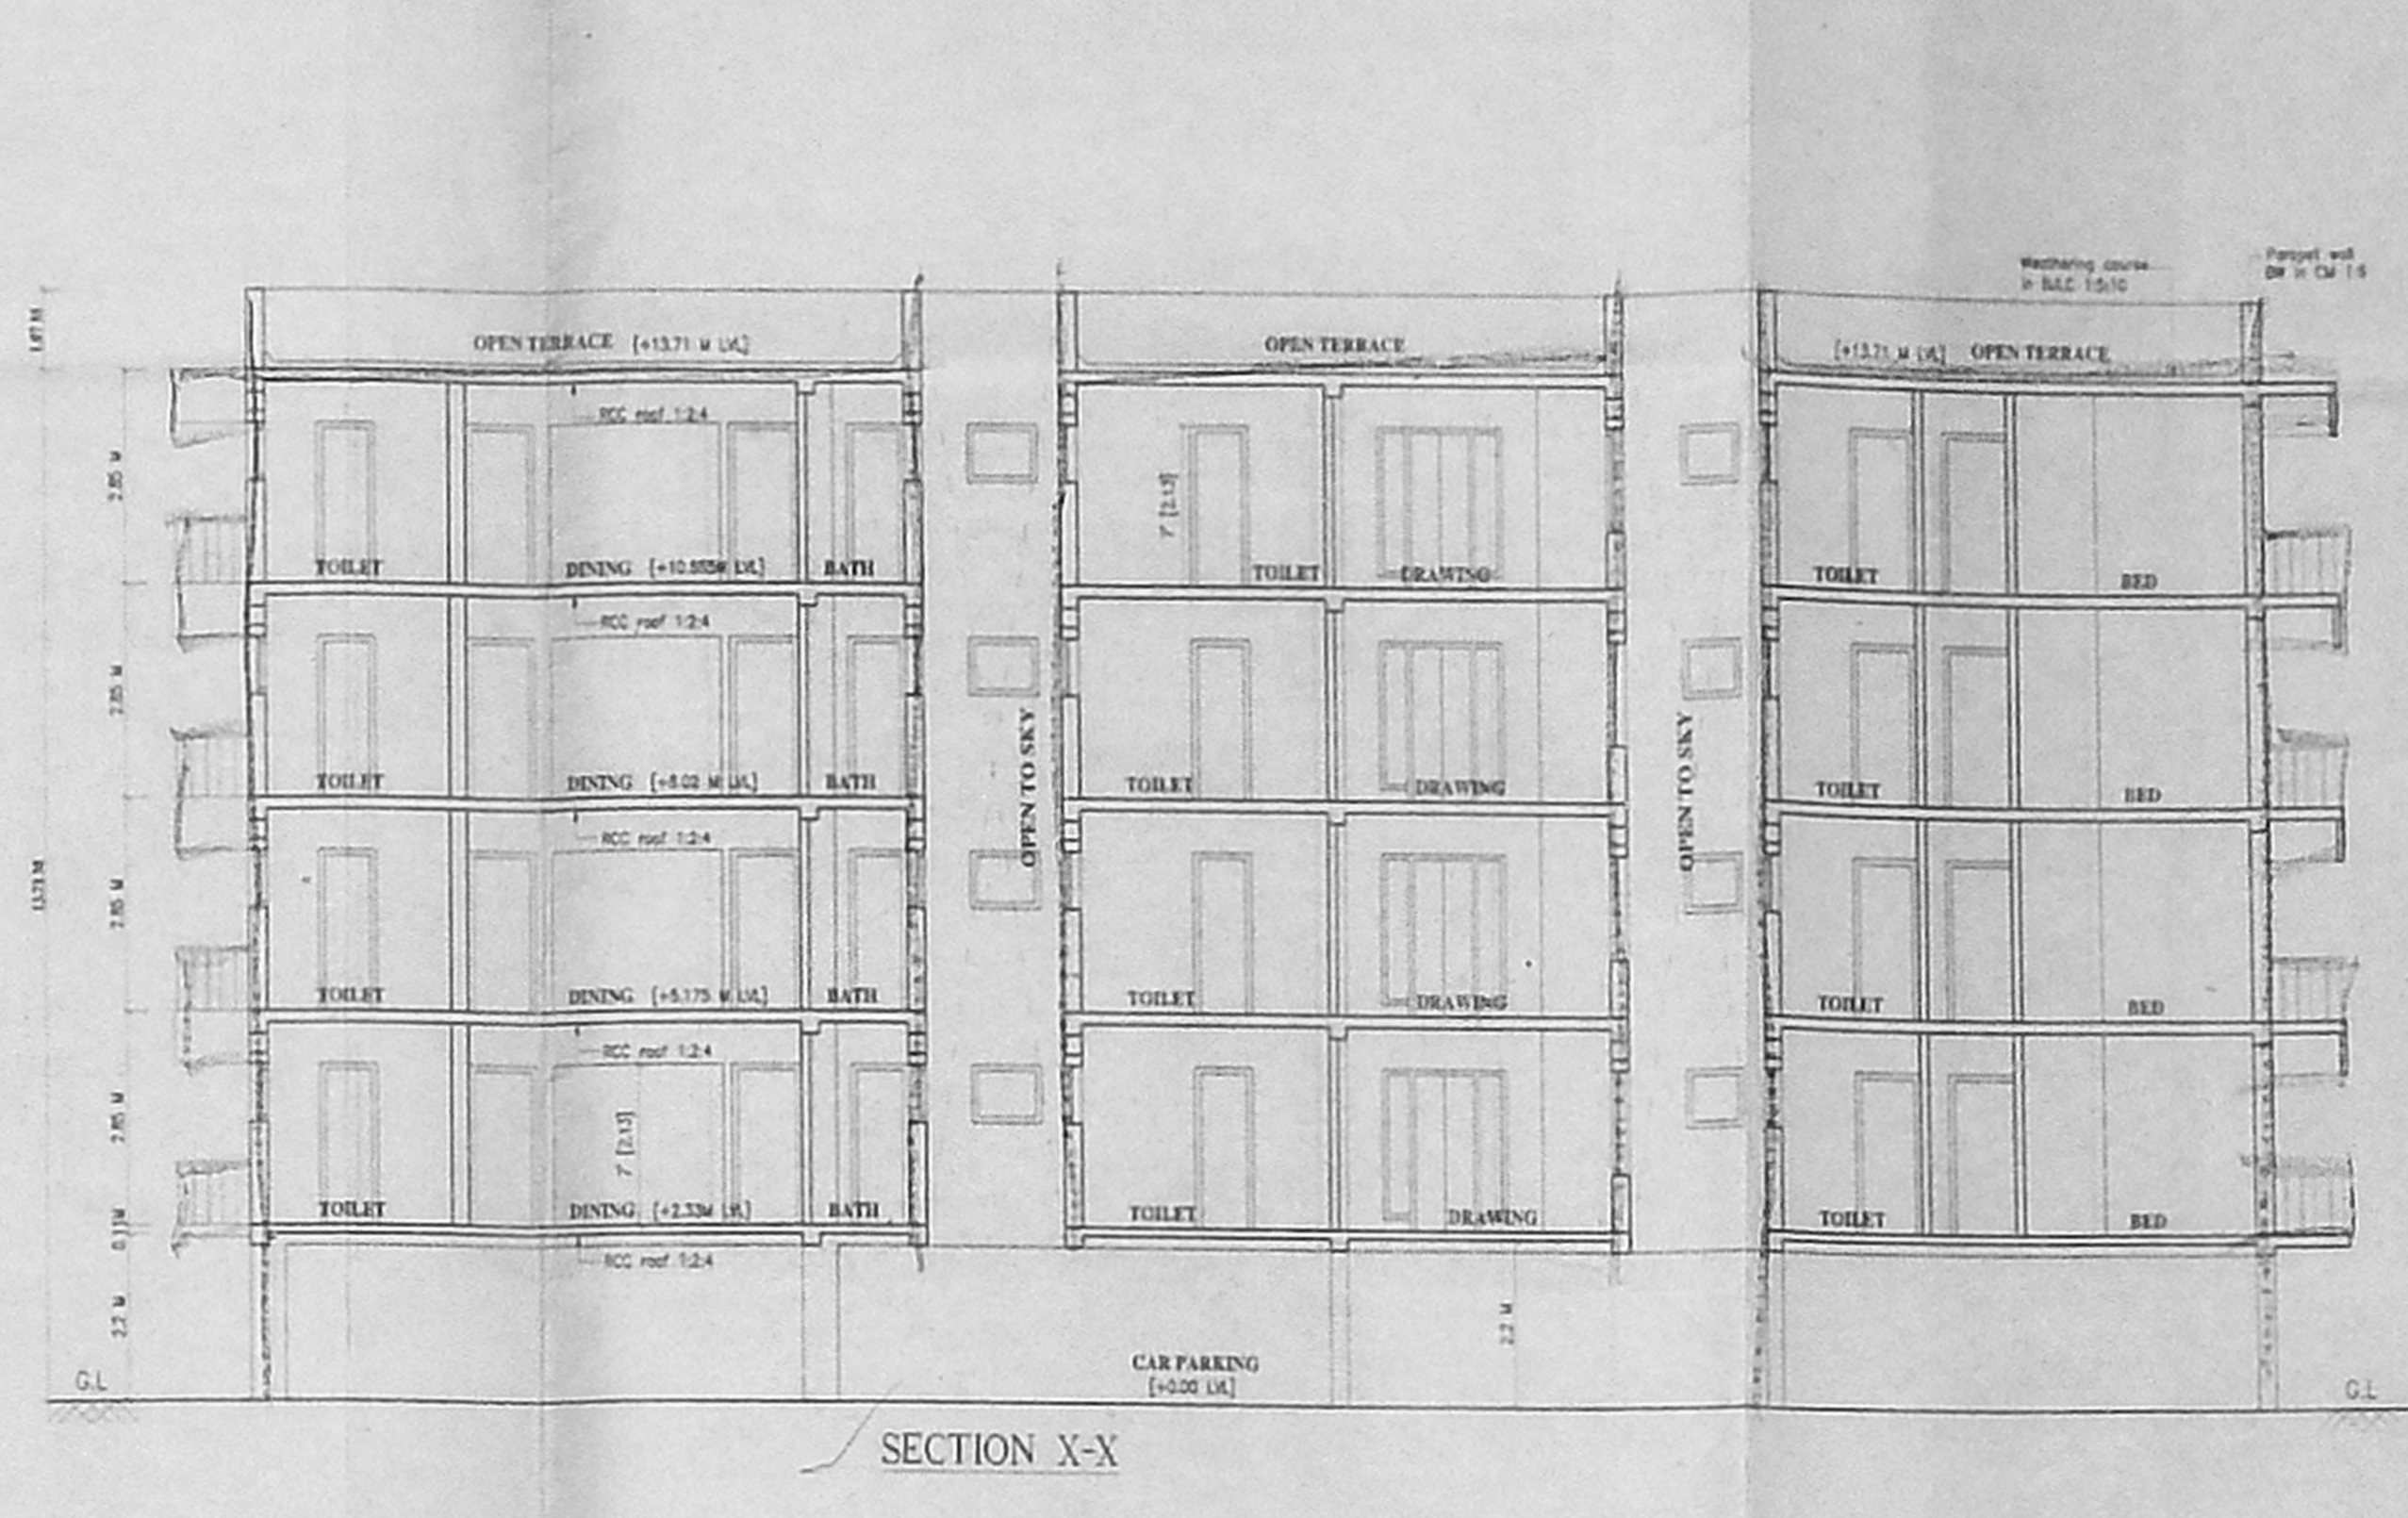 Weathering course
in B/LC 1:5:10
Parapet wall
BW in CM 1:5
OPEN TERRACE [+13.71 M LVL]
OPEN TERRACE
[+13.71 M LVL] OPEN TERRACE
RCC roof 1:2:4
2.85 M
7' [2.13]
TOILET
DINING
BATH
TOILET
DRAWING
TOILET
BED
RCC roof 1:2:4
2.85 M
OPEN TO SKY
OPEN TO SKY
TOILET
DINING
BATH
TOILET
DRAWING
TOILET
BED
RCC roof 1:2:4
2.85 M
TOILET
DINING [+5.175 M LVL]
BATH
TOILET
DRAWING
TOILET
BED
RCC roof 1:2:4
2.85 M
7' [2.13]
TOILET
DINING [+2.33M LVL]
BATH
TOILET
DRAWING
TOILET
BED
RCC roof 1:2:4
2.2 M
2.2 M
CAR PARKING
[+0.00 LVL]
G.L
G.L
SECTION X-X